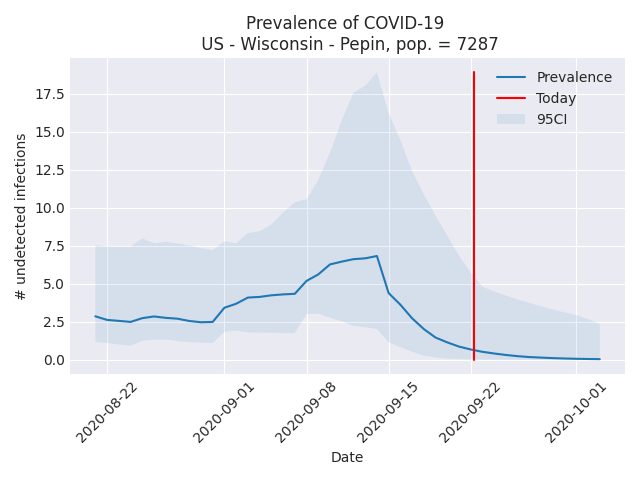 Prevalence of COVID-19
US - Wisconsin - Pepin, pop. = 7287
Prevalence
Today
95CI
# undetected infections
17.5
15.0
12.5
10.0
7.5
5.0
2.5
0.0
2020-08-22
2020-09-01
2020-09-08
2020-09-15
2020-09-22
2020-10-01
Date